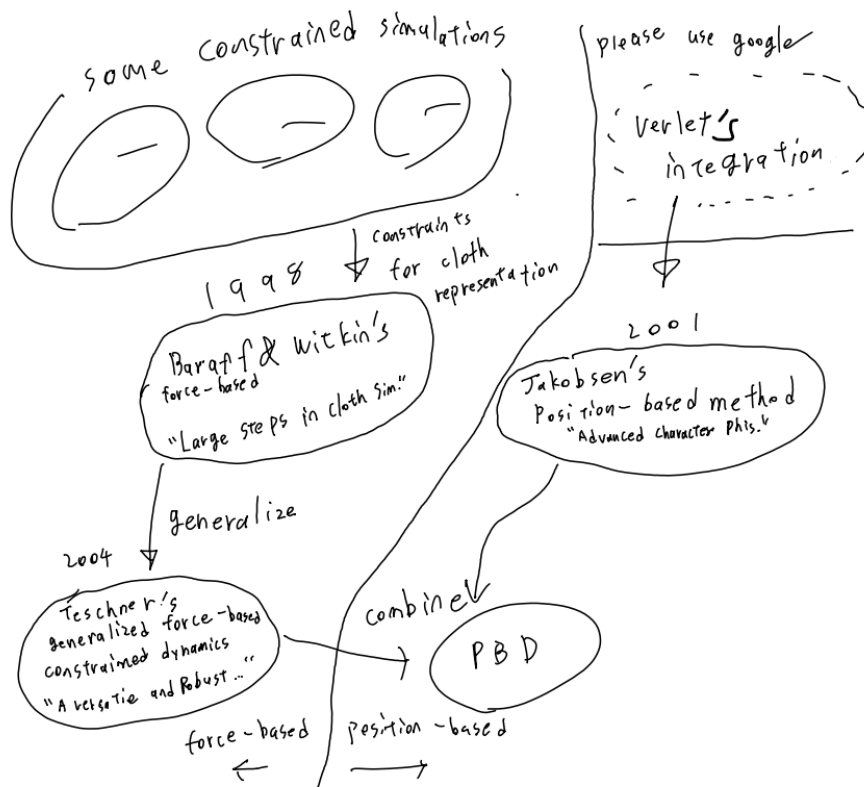 some constrained simulations
please use google
verlet's
integration
constraints
for cloth
representation
1998
Baraff & Witkin's
force-based
"Large steps in cloth sim."
2001
Jakobsen's
Position-based method
"Advanced character Phis."
generalize
2004
Teschner's
generalized force-based
constrained dynamics
"A versatie and Robust..."
combine
PBD
force-based
position-based